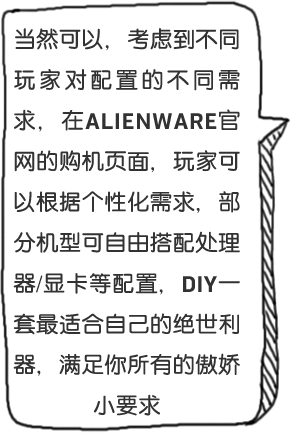 当然可以，考虑到不同
玩家对配置的不同需
求，在ALIENWARE官
网的购机页面，玩家可
以根据个性化需求，部
分机型可自由搭配处理
器/显卡等配置，DIY一
套最适合自己的绝世利
器，满足你所有的傲娇
小要求